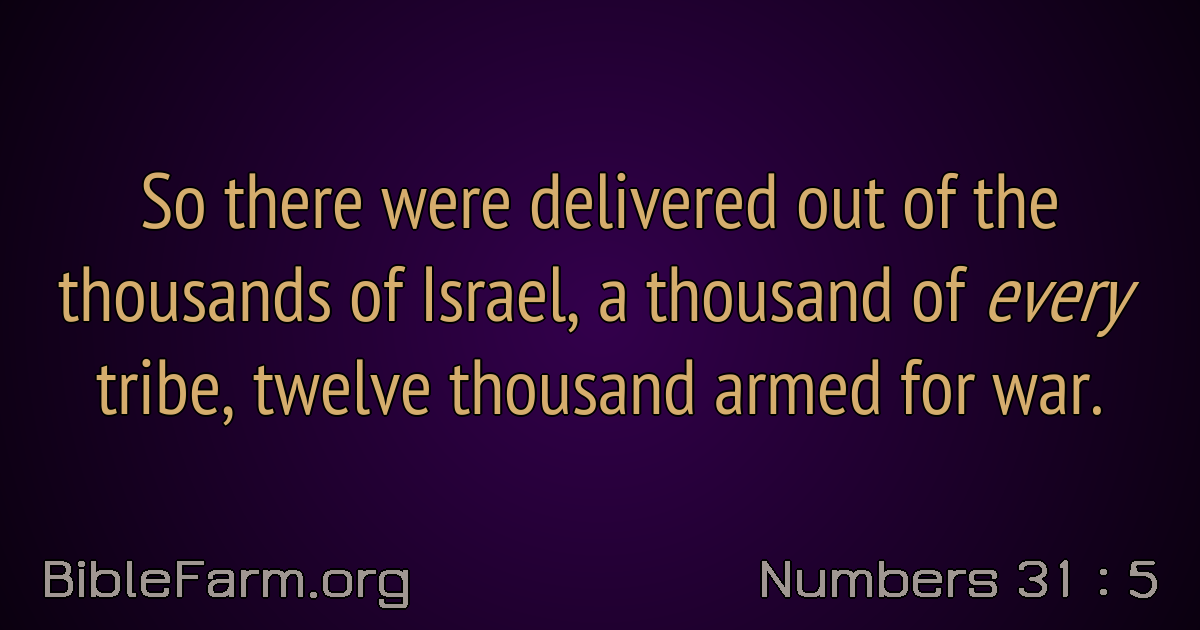 So there were delivered out of the
thousands of Israel, a thousand of every
tribe, twelve thousand armed for war.
BibleFarm.org
Numbers 31 : 5